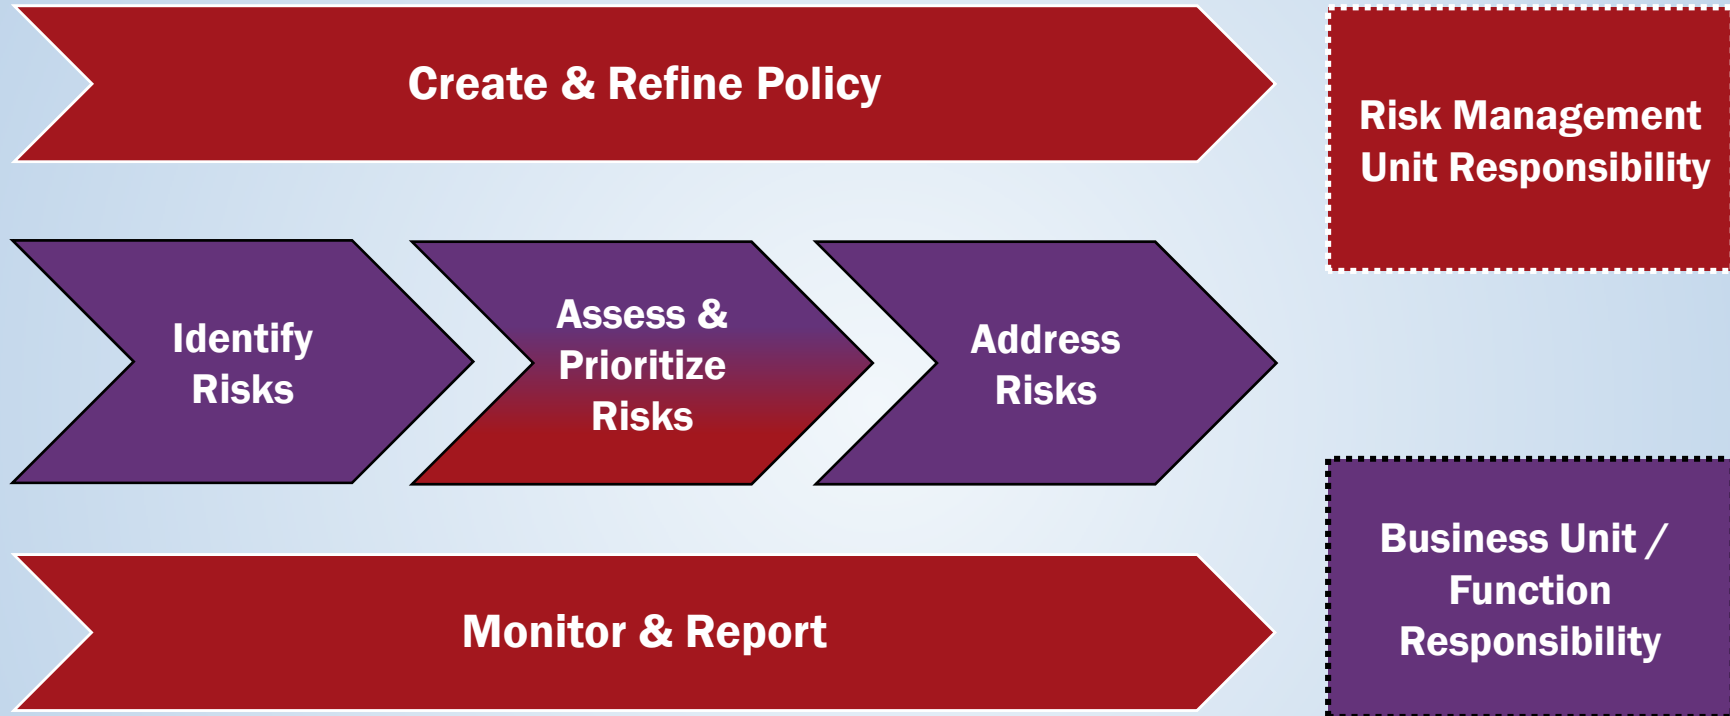 Create & Refine Policy
Risk Management
Unit Responsibility
Identify
Risks
Assess &
Prioritize
Risks
Address
Risks
Business Unit /
Function
Responsibility
Monitor & Report